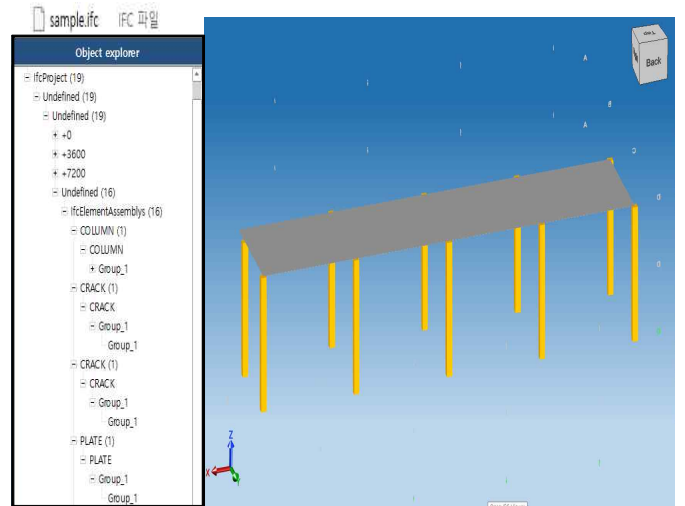 sample.ifc IFC 파일
Object explorer
IfcProject (19)
Undefined (19)
Undefined (19)
+0
+3600
+7200
Undefined (16)
IfcElementAssemblys (16)
COLUMN (1)
COLUMN
Group_1
CRACK (1)
CRACK
Group_1
Group_1
CRACK (1)
CRACK
Group_1
Group_1
PLATE (1)
PLATE
Group_1
Group_1
Back
A
B
A
C
D
D
Z
X